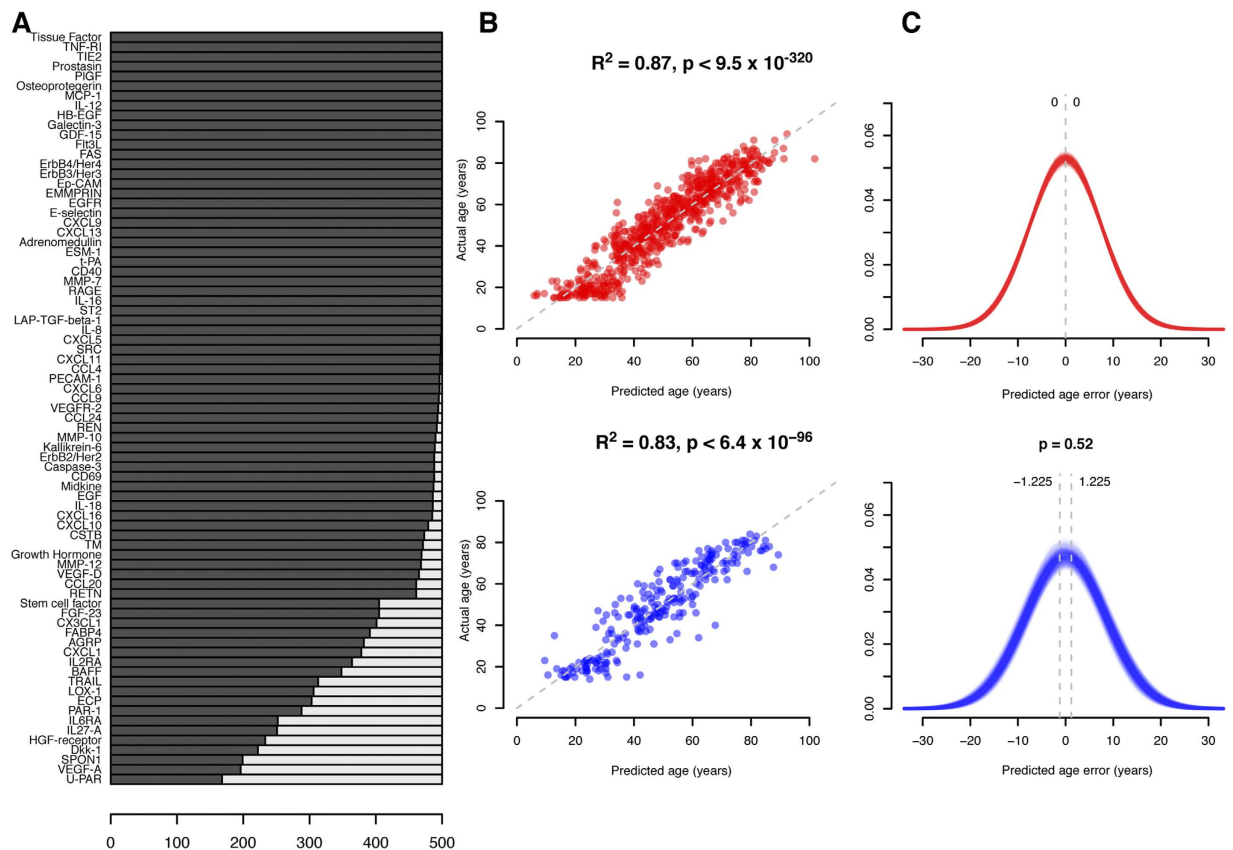 A
Tissue Factor
TNF-RI
TIE2
Prostasin
PlGF
Osteoprotegerin
MCP-1
IL-12
HB-EGF
Galectin-3
GDF-15
Flt3L
FAS
ErbB4/Her4
ErbB3/Her3
Ep-CAM
EMMPRIN
EGFR
E-selectin
CXCL9
CXCL13
Adrenomedullin
ESM-1
t-PA
CD40
MMP-7
RAGE
IL-16
ST2
LAP-TGF-beta-1
IL-8
CXCL5
SRC
CXCL11
CCL4
PECAM-1
CXCL6
CCL9
VEGFR-2
CCL24
REN
MMP-10
Kallikrein-6
ErbB2/Her2
Caspase-3
CD69
Midkine
EGF
IL-18
CXCL16
CXCL10
CSTB
TM
Growth Hormone
MMP-12
VEGF-D
CCL20
RETN
Stem cell factor
FGF-23
CX3CL1
FABP4
AGRP
CXCL1
IL2RA
BAFF
TRAIL
LOX-1
ECP
PAR-1
IL6RA
IL27-A
HGF-receptor
Dkk-1
SPON1
VEGF-A
U-PAR
0 100 200 300 400 500
B
R² = 0.87, p < 9.5 x 10⁻³²⁰
Actual age (years)
100
80
60
40
20
0
0 20 40 60 80 100
Predicted age (years)
R² = 0.83, p < 6.4 x 10⁻⁹⁶
Actual age (years)
100
80
60
40
20
0
0 20 40 60 80 100
Predicted age (years)
C
0 0
0.06
0.04
0.02
0.00
−30 −20 −10 0 10 20 30
Predicted age error (years)
p = 0.52
−1.225 1.225
0.06
0.04
0.02
0.00
−30 −20 −10 0 10 20 30
Predicted age error (years)